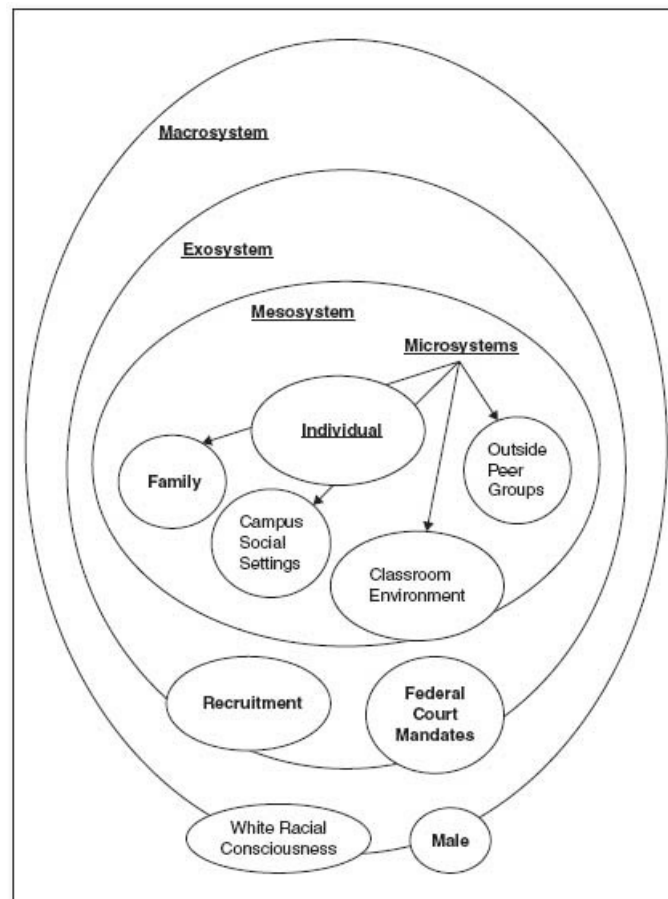 Macrosystem
Exosystem
Mesosystem
Microsystems
Individual
Family
Outside
Peer
Groups
Campus
Social
Settings
Classroom
Environment
Recruitment
Federal
Court
Mandates
White Racial
Consciousness
Male